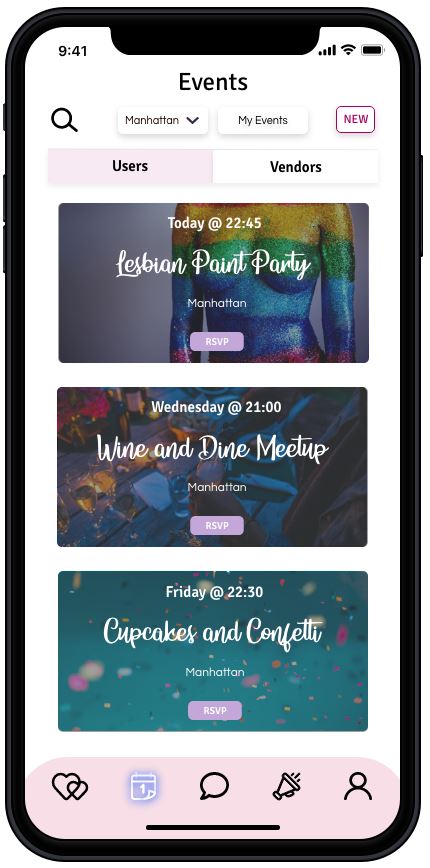 9:41
Events
Manhattan
My Events
NEW
Users
Vendors
Today @ 22:45
Lesbian Paint Party
Manhattan
RSVP
Wednesday @ 21:00
Wine and Dine Meetup
Manhattan
RSVP
Friday @ 22:30
Cupcakes and Confetti
Manhattan
RSVP
1